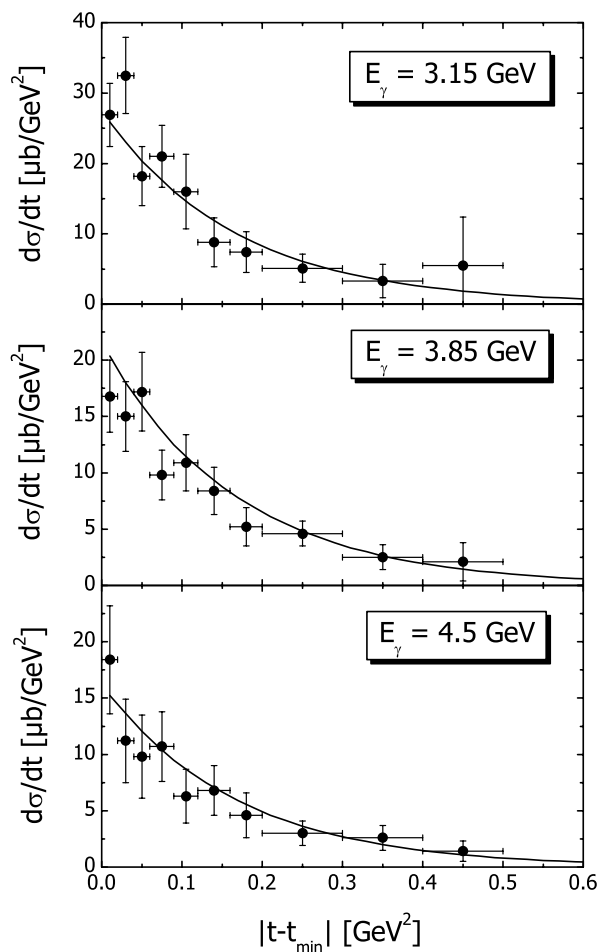 40
30
20
10
0
dσ/dt [μb/GeV²]
E_γ = 3.15 GeV
20
15
10
5
0
dσ/dt [μb/GeV²]
E_γ = 3.85 GeV
20
15
10
5
0
dσ/dt [μb/GeV²]
E_γ = 4.5 GeV
0.0 0.1 0.2 0.3 0.4 0.5 0.6
|t-t_min| [GeV²]